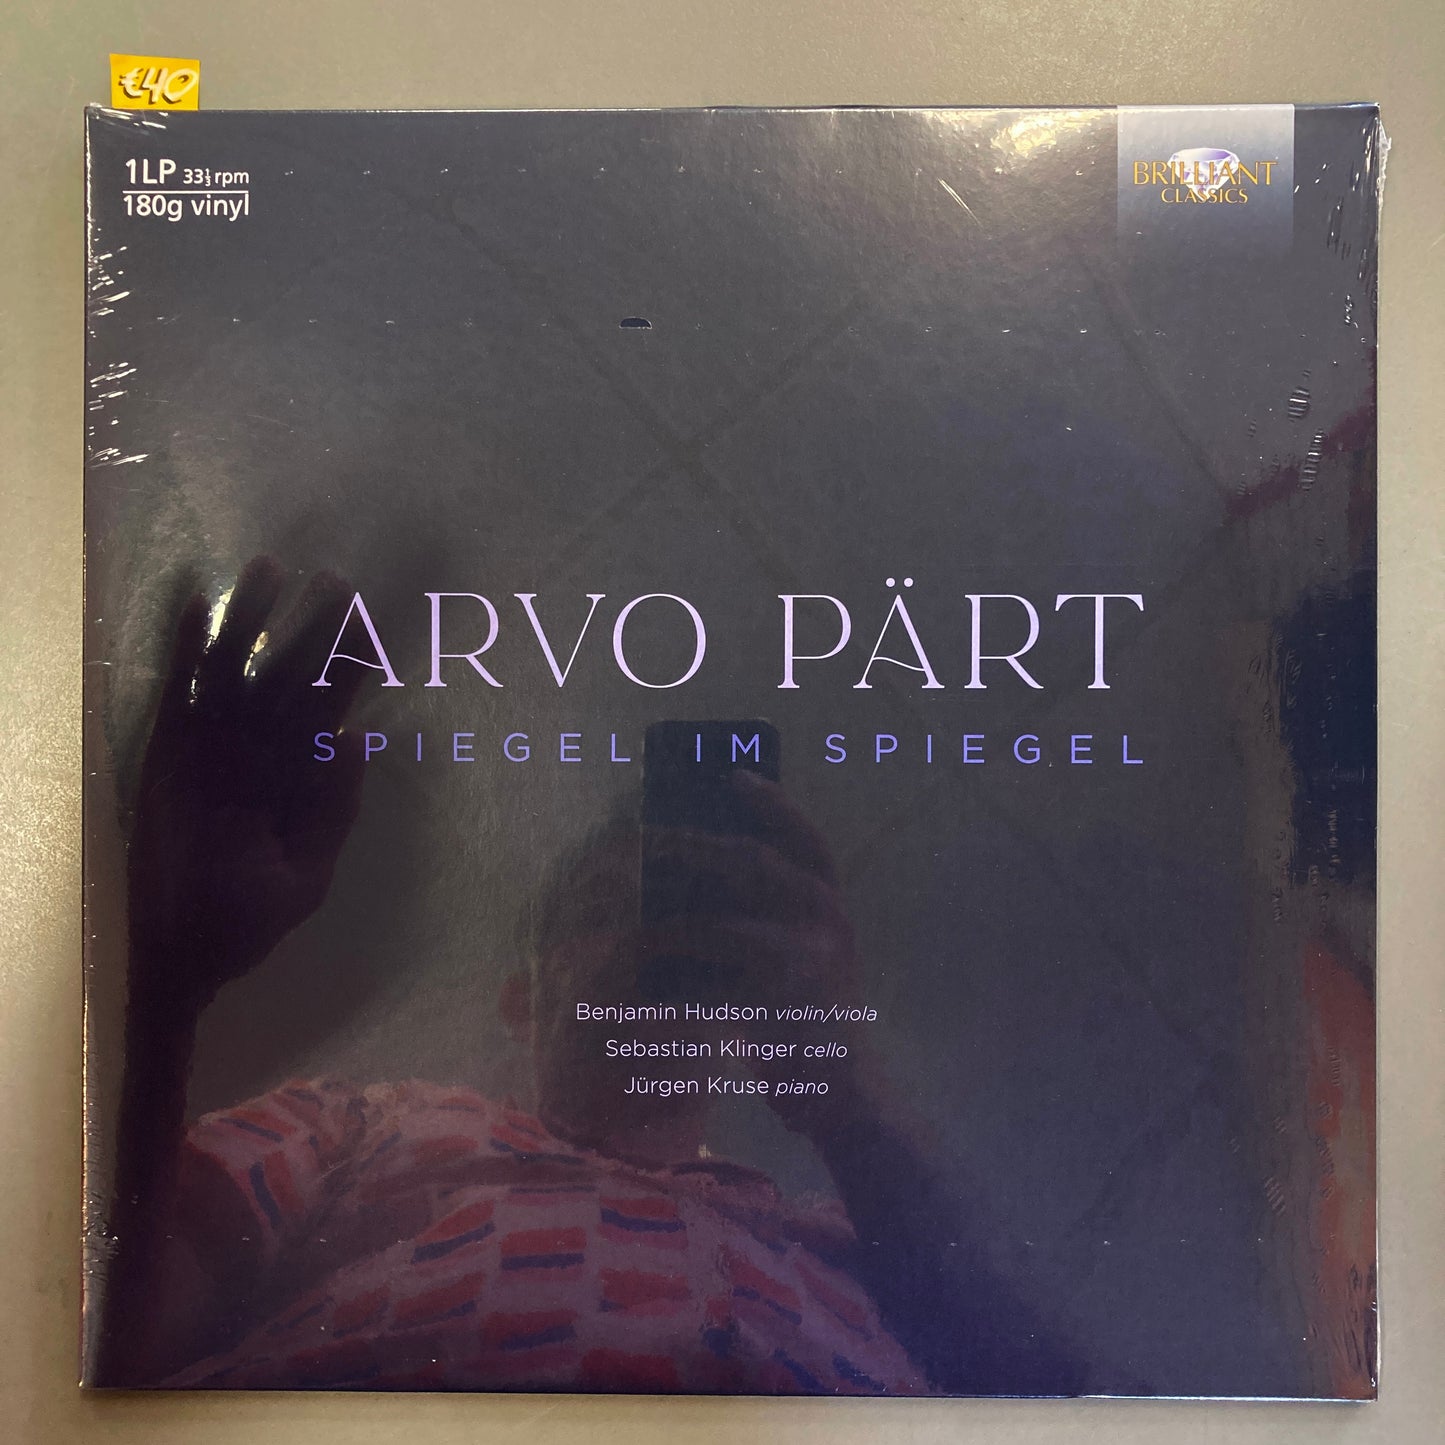 €40
1LP 33⅓ rpm
180g vinyl
BRILLIANT
CLASSICS
ARVO PÄRT
SPIEGEL IM SPIEGEL
Benjamin Hudson violin/viola
Sebastian Klinger cello
Jürgen Kruse piano